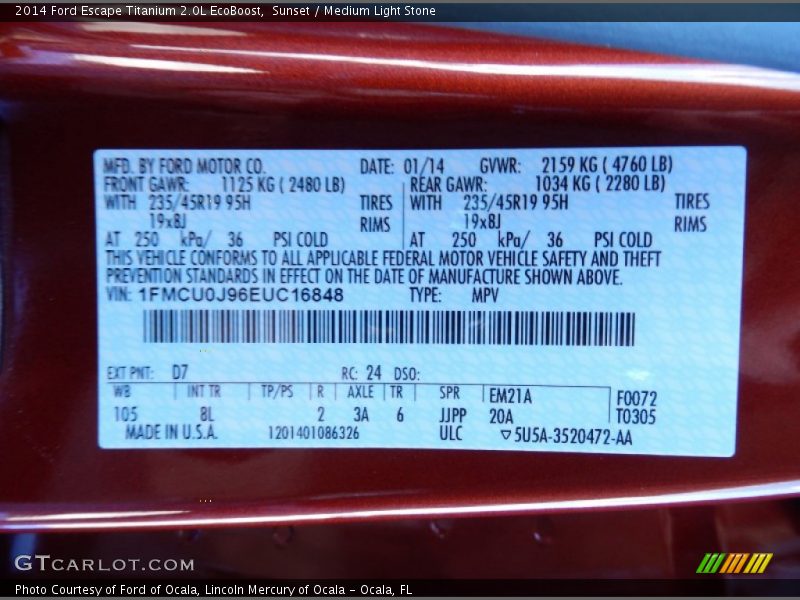 2014 Ford Escape Titanium 2.0L EcoBoost, Sunset / Medium Light Stone
MFD. BY FORD MOTOR CO. DATE: 01/14 GVWR: 2159 KG ( 4760 LB)
FRONT GAWR: 1125 KG ( 2480 LB) REAR GAWR: 1034 KG ( 2280 LB)
WITH 235/45R19 95H TIRES WITH 235/45R19 95H TIRES
19x8J RIMS 19x8J RIMS
AT 250 kPa/ 36 PSI COLD AT 250 kPa/ 36 PSI COLD
THIS VEHICLE CONFORMS TO ALL APPLICABLE FEDERAL MOTOR VEHICLE SAFETY AND THEFT
PREVENTION STANDARDS IN EFFECT ON THE DATE OF MANUFACTURE SHOWN ABOVE.
VIN: 1FMCU0J96EUC16848 TYPE: MPV
EXT PNT: D7 RC: 24 DSO:
WB INT TR TP/PS R AXLE TR SPR EM21A F0072
105 8L 2 3A 6 JJPP 20A T0305
MADE IN U.S.A. 1201401086326 ULC ▽5U5A-3520472-AA
GTCARLOT.COM
Photo Courtesy of Ford of Ocala, Lincoln Mercury of Ocala - Ocala, FL